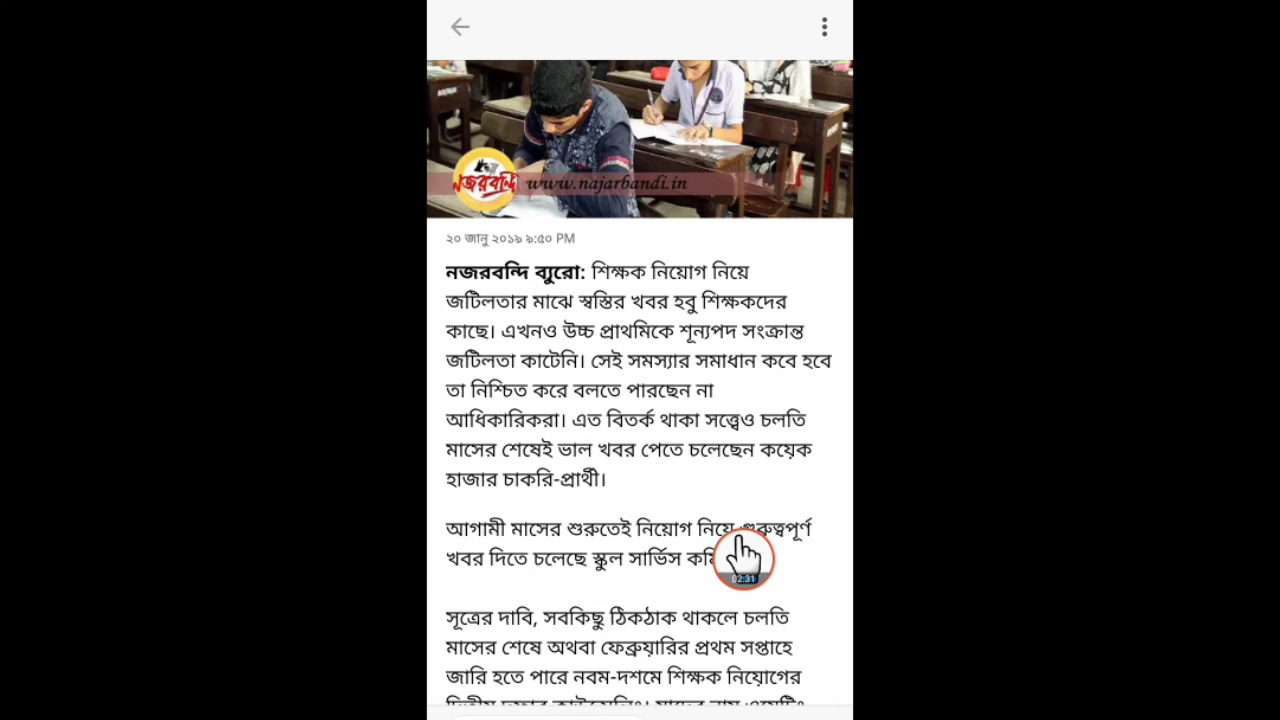 নজরবন্দি www.najarbandi.in
২০ জানু ২০১৯ ৯:৫০ PM
নজরবন্দি ব্যুরো: শিক্ষক নিয়োগ নিয়ে
জটিলতার মাঝে স্বস্তির খবর হবু শিক্ষকদের
কাছে। এখনও উচ্চ প্রাথমিকে শূন্যপদ সংক্রান্ত
জটিলতা কাটেনি। সেই সমস্যার সমাধান কবে হবে
তা নিশ্চিত করে বলতে পারছেন না
আধিকারিকরা। এত বিতর্ক থাকা সত্ত্বেও চলতি
মাসের শেষেই ভাল খবর পেতে চলেছেন কয়েক
হাজার চাকরি-প্রার্থী।
আগামী মাসের শুরুতেই নিয়োগ নিয়ে গুরুত্বপূর্ণ
খবর দিতে চলেছে স্কুল সার্ভিস
02:31
সূত্রের দাবি, সবকিছু ঠিকঠাক থাকলে চলতি
মাসের শেষে অথবা ফেব্রুয়ারির প্রথম সপ্তাহে
জারি হতে পারে নবম-দশমে শিক্ষক নিয়োগের